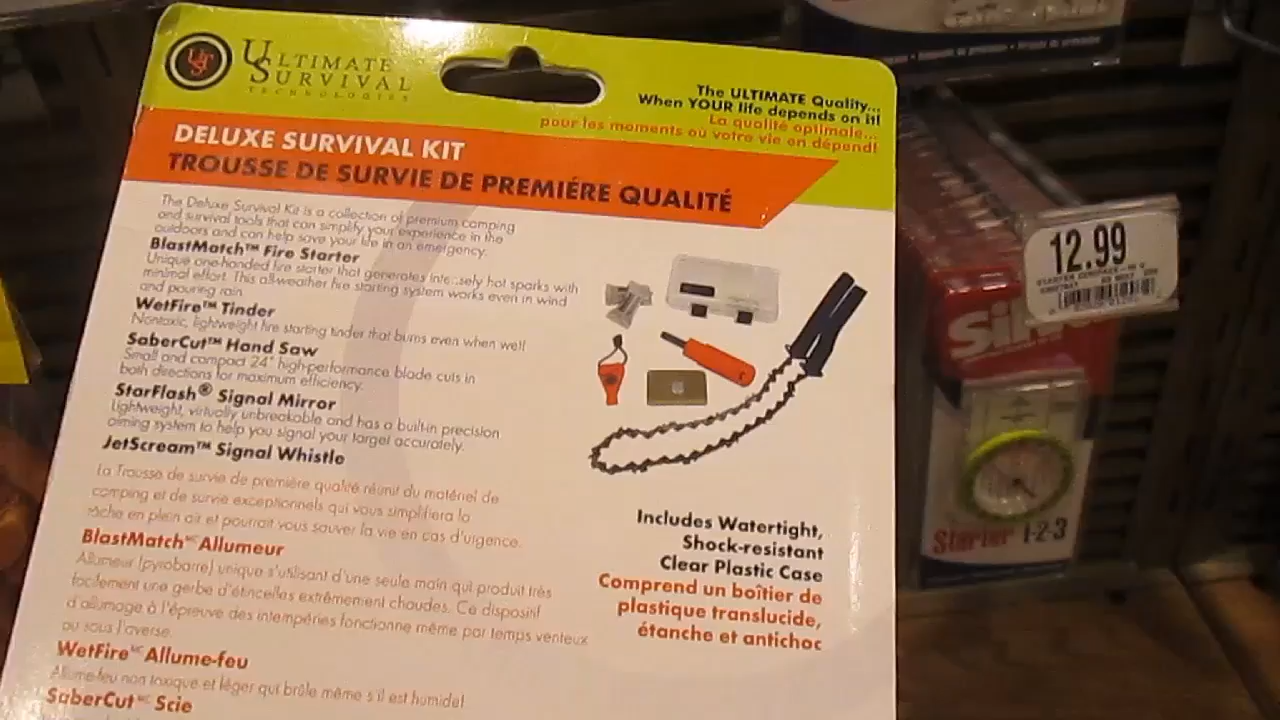 UST
ULTIMATE
SURVIVAL
TECHNOLOGIES
The ULTIMATE Quality...
When YOUR life depends on it!
La qualité optimale...
pour les moments où votre vie en dépend!
DELUXE SURVIVAL KIT
TROUSSE DE SURVIE DE PREMIÉRE QUALITÉ
The Deluxe Survival Kit is a collection of premium camping
and survival tools that can simplify your experience in the
outdoors and can help save your life in an emergency.
BlastMatch™ Fire Starter
Unique one-handed fire starter that generates intensely hot sparks with
minimal effort. This all-weather fire starting system works even in wind
and pouring rain
WetFire™ Tinder
Nontoxic, lightweight fire starting tinder that burns even when wet!
SaberCut™ Hand Saw
Small and compact 24" high-performance blade cuts in
both directions for maximum efficiency.
StarFlash® Signal Mirror
Lightweight, virtually unbreakable and has a built-in precision
aiming system to help you signal your target accurately.
JetScream™ Signal Whistle
La Trousse de survie de première qualité réunit du matériel de
camping et de survie exceptionnels qui vous simplifiera la
tâche en plein air et pourrait vous sauver la vie en cas d'urgence.
BlastMatch MC Allumeur
Allumeur (pyrobarre) unique s'utilisant d'une seule main qui produit très
facilement une gerbe d'étincelles extrêmement chaudes. Ce dispositif
d'allumage à l'épreuve des intempéries fonctionne même par temps venteux
ou sous l'averse.
WetFire MC Allume-feu
Allume-feu non toxique et léger qui brûle même s'il est humide!
SaberCut MC Scie
Includes Watertight,
Shock-resistant
Clear Plastic Case
Comprend un boîtier de
plastique translucide,
étanche et antichoc
12.99
Silv
Starter 1-2-3